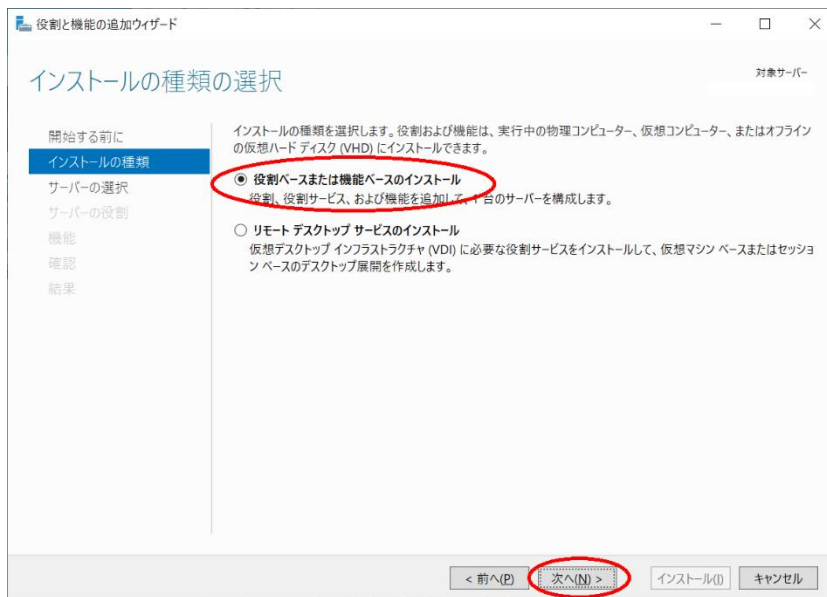 役割と機能の追加ウィザード
インストールの種類の選択
対象サーバー
開始する前に
インストールの種類
サーバーの選択
サーバーの役割
機能
確認
結果
インストールの種類を選択します。役割および機能は、実行中の物理コンピューター、仮想コンピューター、またはオフライン
の仮想ハード ディスク (VHD) にインストールできます。
役割ベースまたは機能ベースのインストール
役割、役割サービス、および機能を追加して、1 台のサーバーを構成します。
リモート デスクトップ サービスのインストール
仮想デスクトップ インフラストラクチャ (VDI) に必要な役割サービスをインストールして、仮想マシン ベースまたはセッショ
ン ベースのデスクトップ展開を作成します。
< 前へ(P)
次へ(N) >
インストール(I)
キャンセル